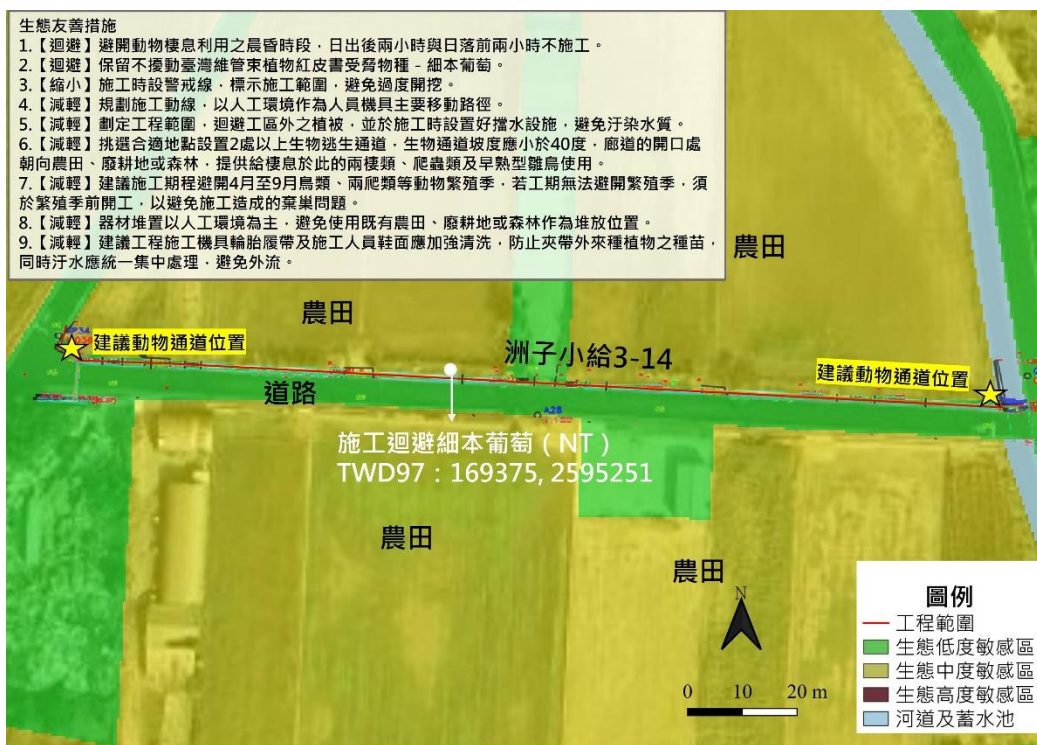 生態友善措施
1.【迴避】避開動物棲息利用之晨昏時段，日出後兩小時與日落前兩小時不施工。
2.【迴避】保留不擾動臺灣維管束植物紅皮書受脅物種－細本葡萄。
3.【縮小】施工時設警戒線，標示施工範圍，避免過度開挖。
4.【減輕】規劃施工動線，以人工環境作為人員機具主要移動路徑。
5.【減輕】劃定工程範圍，迴避工區外之植被，並於施工時設置好擋水設施，避免汙染水質。
6.【減輕】挑選合適地點設置2處以上生物逃生通道，生物通道坡度應小於40度，廊道的開口處
朝向農田、廢耕地或森林，提供給棲息於此的兩棲類、爬蟲類及早熟型雛鳥使用。
7.【減輕】建議施工期程避開4月至9月鳥類、兩爬類等動物繁殖季，若工期無法避開繁殖季，須
於繁殖季前開工，以避免施工造成的棄巢問題。
8.【減輕】器材堆置以人工環境為主，避免使用既有農田、廢耕地或森林作為堆放位置。
9.【減輕】建議工程施工機具輪胎履帶及施工人員鞋面應加強清洗，防止夾帶外來種植物之種苗，
同時汙水應統一集中處理，避免外流。
農田
農田
建議動物通道位置
洲子小給3-14
建議動物通道位置
道路
A28
施工迴避細本葡萄（NT）
TWD97：169375, 2595251
農田
農田
N
0 10 20 m
圖例
工程範圍
生態低度敏感區
生態中度敏感區
生態高度敏感區
河道及蓄水池